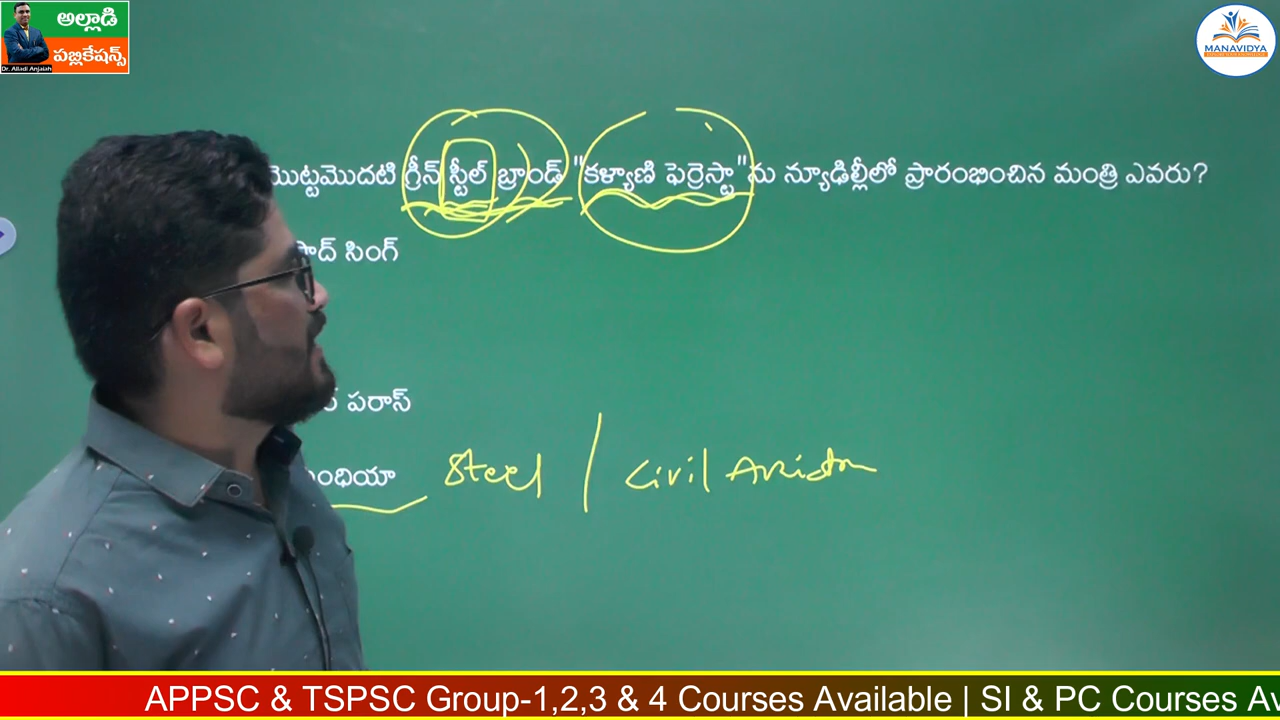 అల్లాడి
పబ్లికేషన్స్
Dr. Alladi Anjaiah
MANAVIDYA
మొట్టమొదటి గ్రీన్ స్టీల్ బ్రాండ్ "కళ్యాణి ఫెర్రెస్టా"ను న్యూఢిల్లీలో ప్రారంభించిన మంత్రి ఎవరు?
సింగ్
పరాస్
Steel / Civil Aviation
APPSC & TSPSC Group-1,2,3 & 4 Courses Available | SI & PC Courses Av